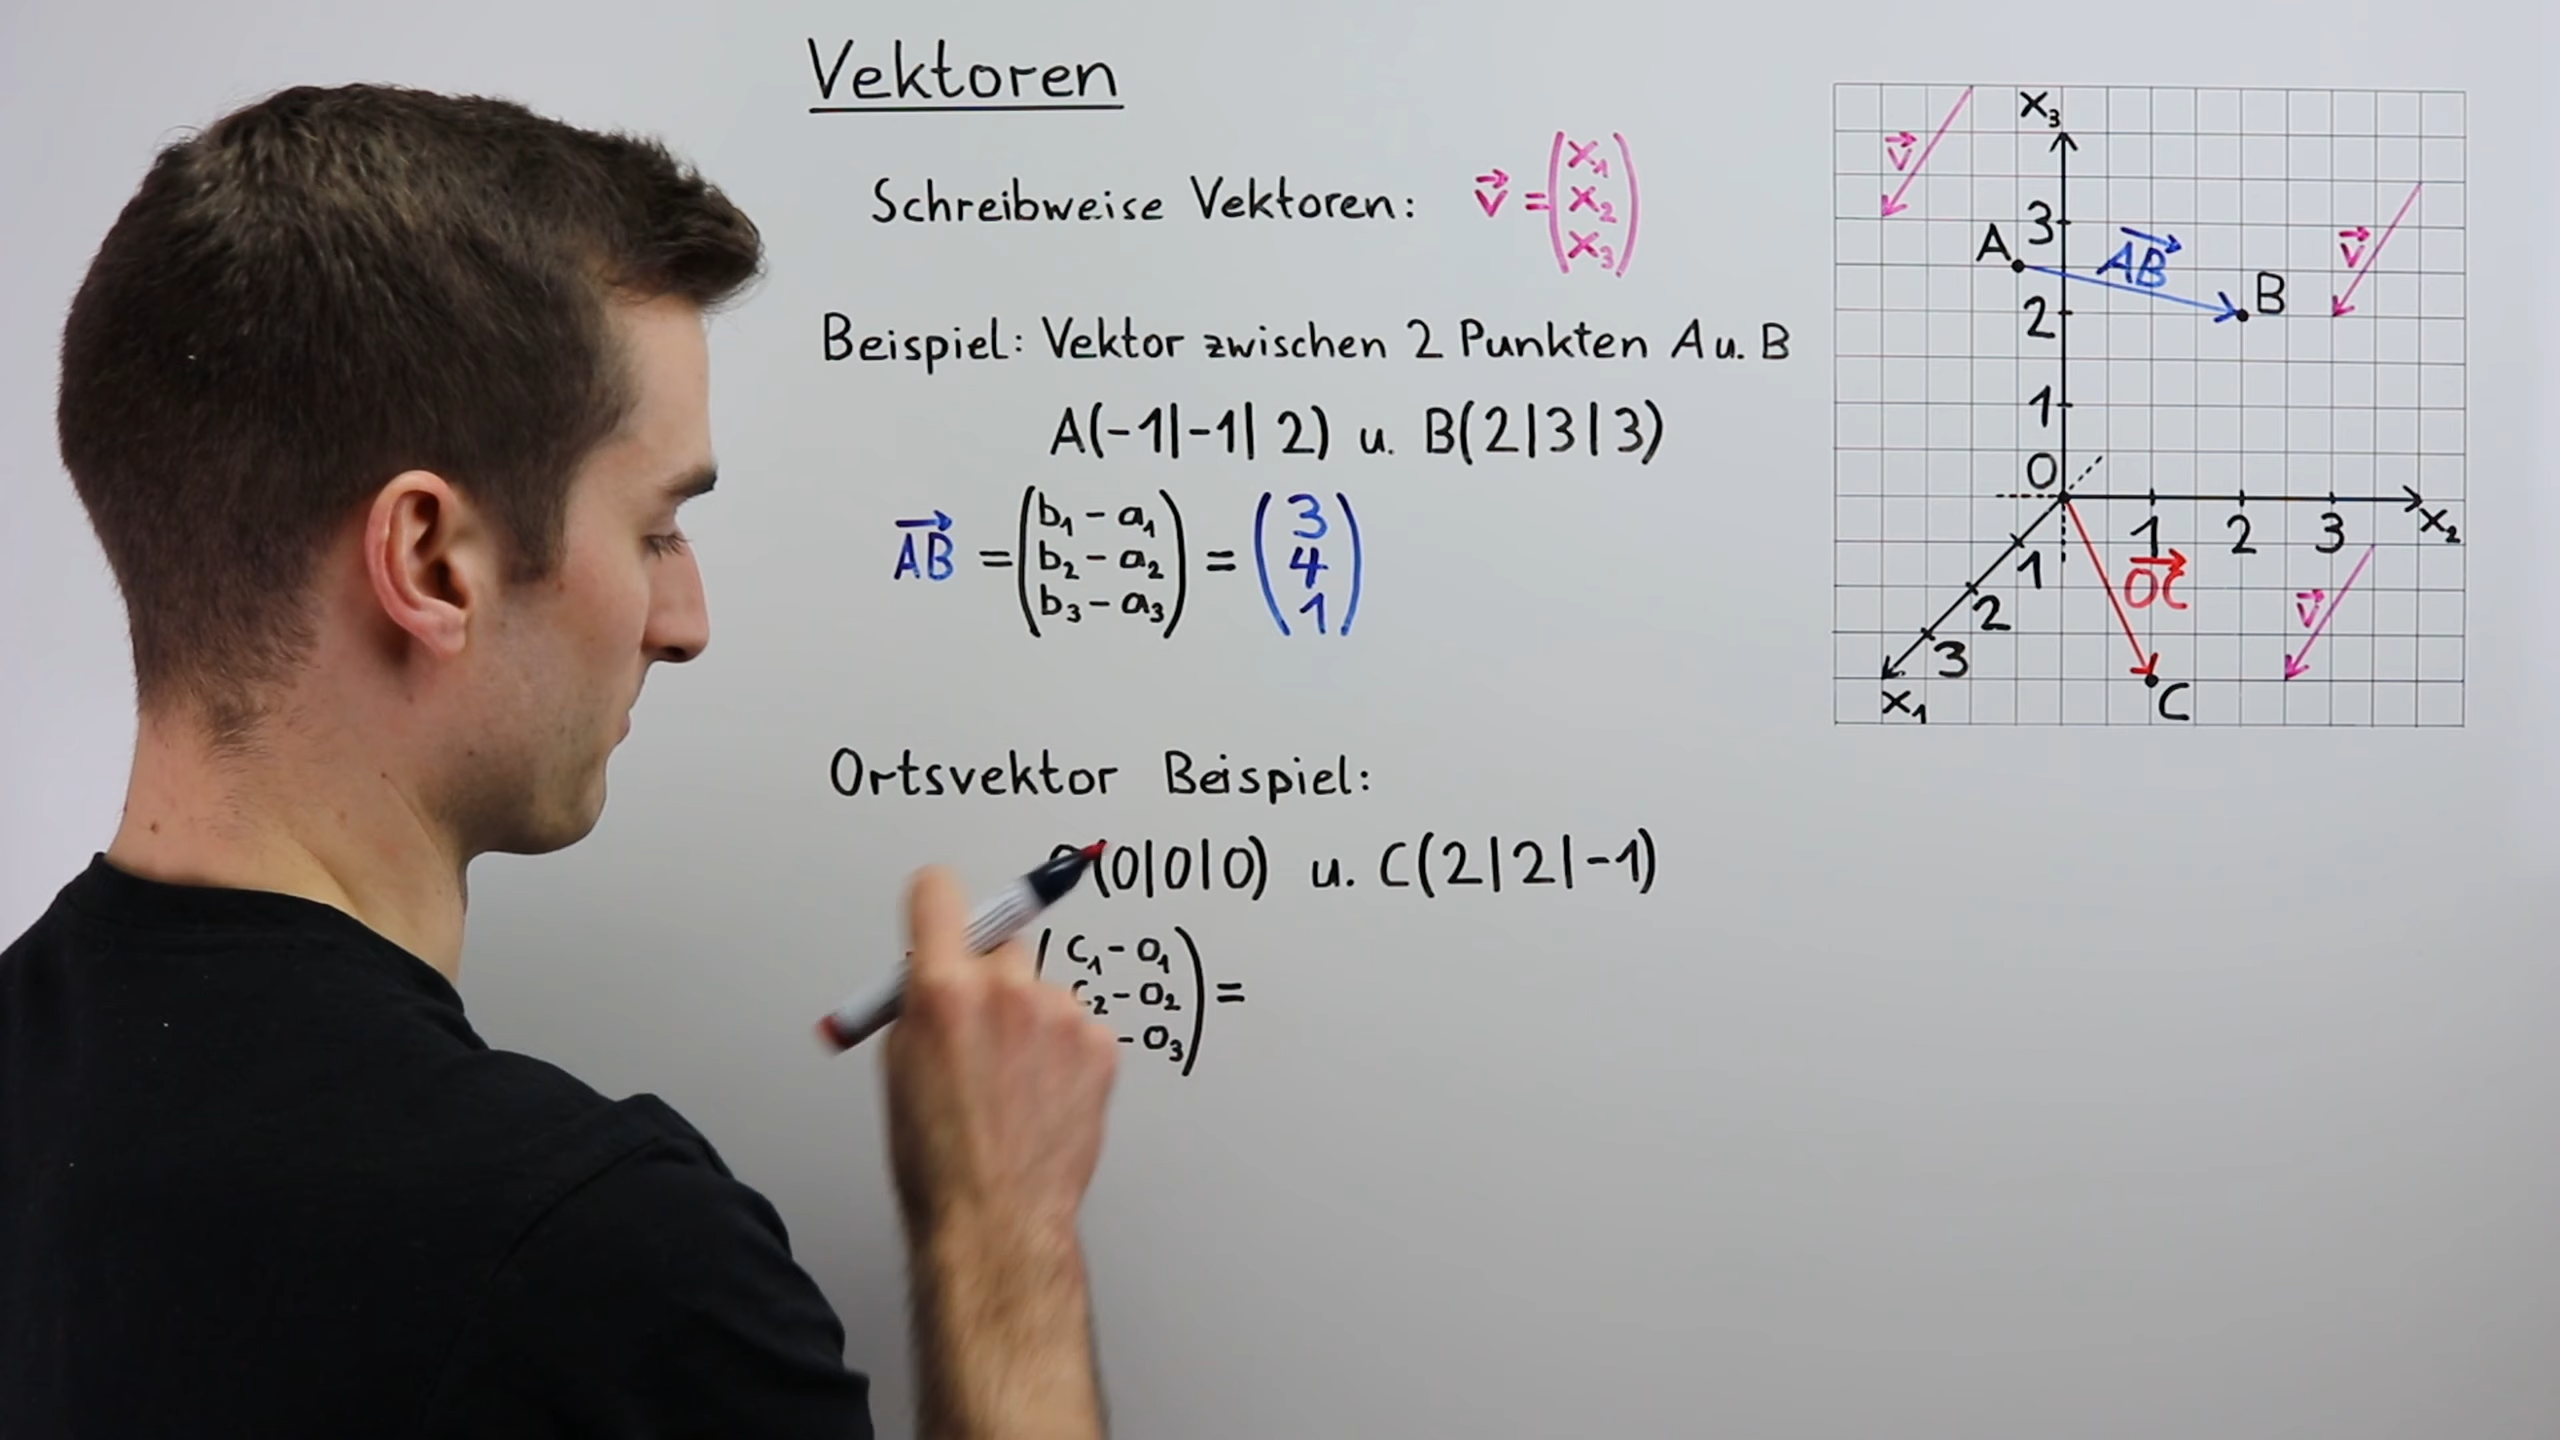 Vektoren
Schreibweise Vektoren: v⃗ = (x₁ x₂ x₃)
Beispiel: Vektor zwischen 2 Punkten A u. B
A(-1|-1| 2) u. B(2|3|3)
AB⃗ = (b₁ - a₁ b₂ - a₂ b₃ - a₃) = (3 4 1)
Ortsvektor Beispiel:
(0|0|0) u. C(2|2|-1)
c₁ - o₁
c₂ - o₂ =
- o₃
x₃
v⃗
3
A
AB⃗
v⃗
B
2
1
0
1 2 3 x₂
1
OC⃗
2
v⃗
3
x₁
C